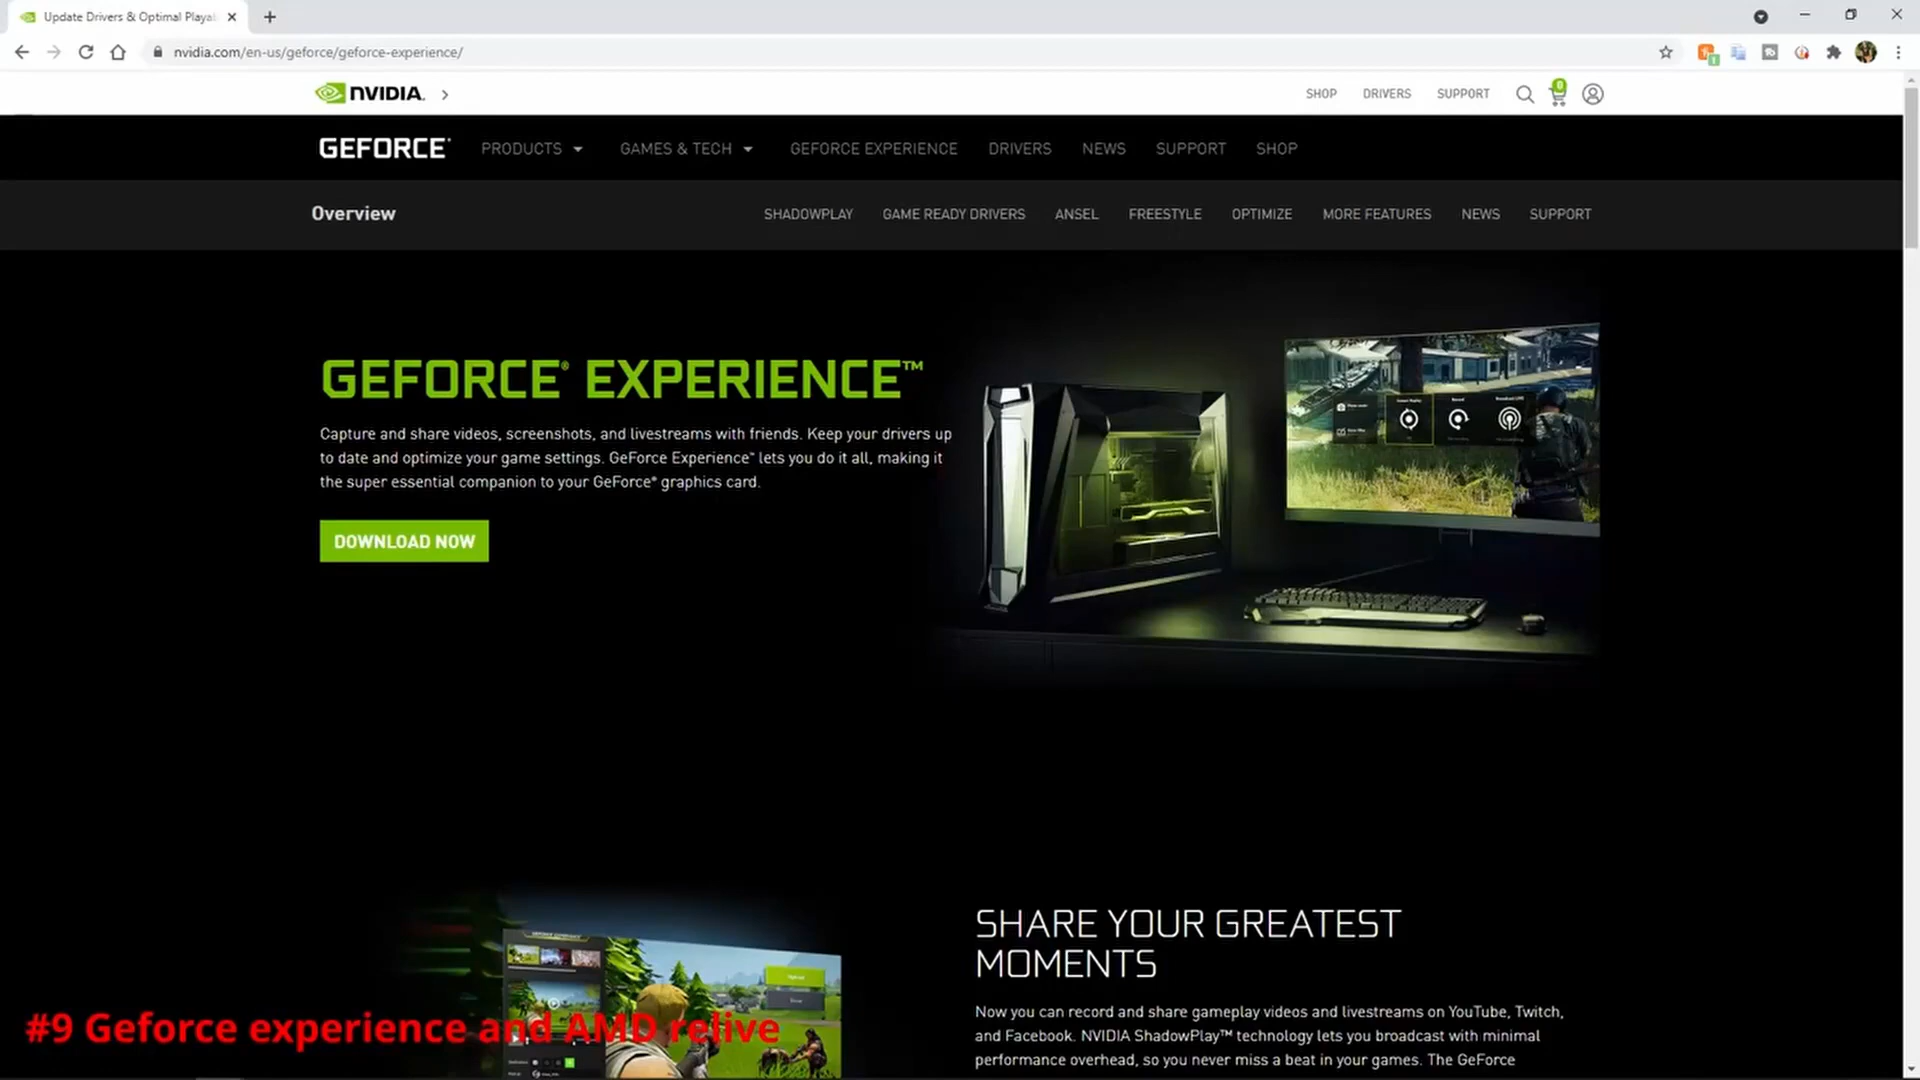 Update Drivers & Optimal Playa
nvidia.com/en-us/geforce/geforce-experience/
NVIDIA.
SHOP DRIVERS SUPPORT 0
GEFORCE PRODUCTS GAMES & TECH GEFORCE EXPERIENCE DRIVERS NEWS SUPPORT SHOP
Overview SHADOWPLAY GAME READY DRIVERS ANSEL FREESTYLE OPTIMIZE MORE FEATURES NEWS SUPPORT
GEFORCE® EXPERIENCE™
Capture and share videos, screenshots, and livestreams with friends. Keep your drivers up
to date and optimize your game settings. GeForce Experience™ lets you do it all, making it
the super essential companion to your GeForce® graphics card.
DOWNLOAD NOW
SHARE YOUR GREATEST
MOMENTS
Now you can record and share gameplay videos and livestreams on YouTube, Twitch,
and Facebook. NVIDIA ShadowPlay™ technology lets you broadcast with minimal
performance overhead, so you never miss a beat in your games. The GeForce
#9 Geforce experience and AMD relive